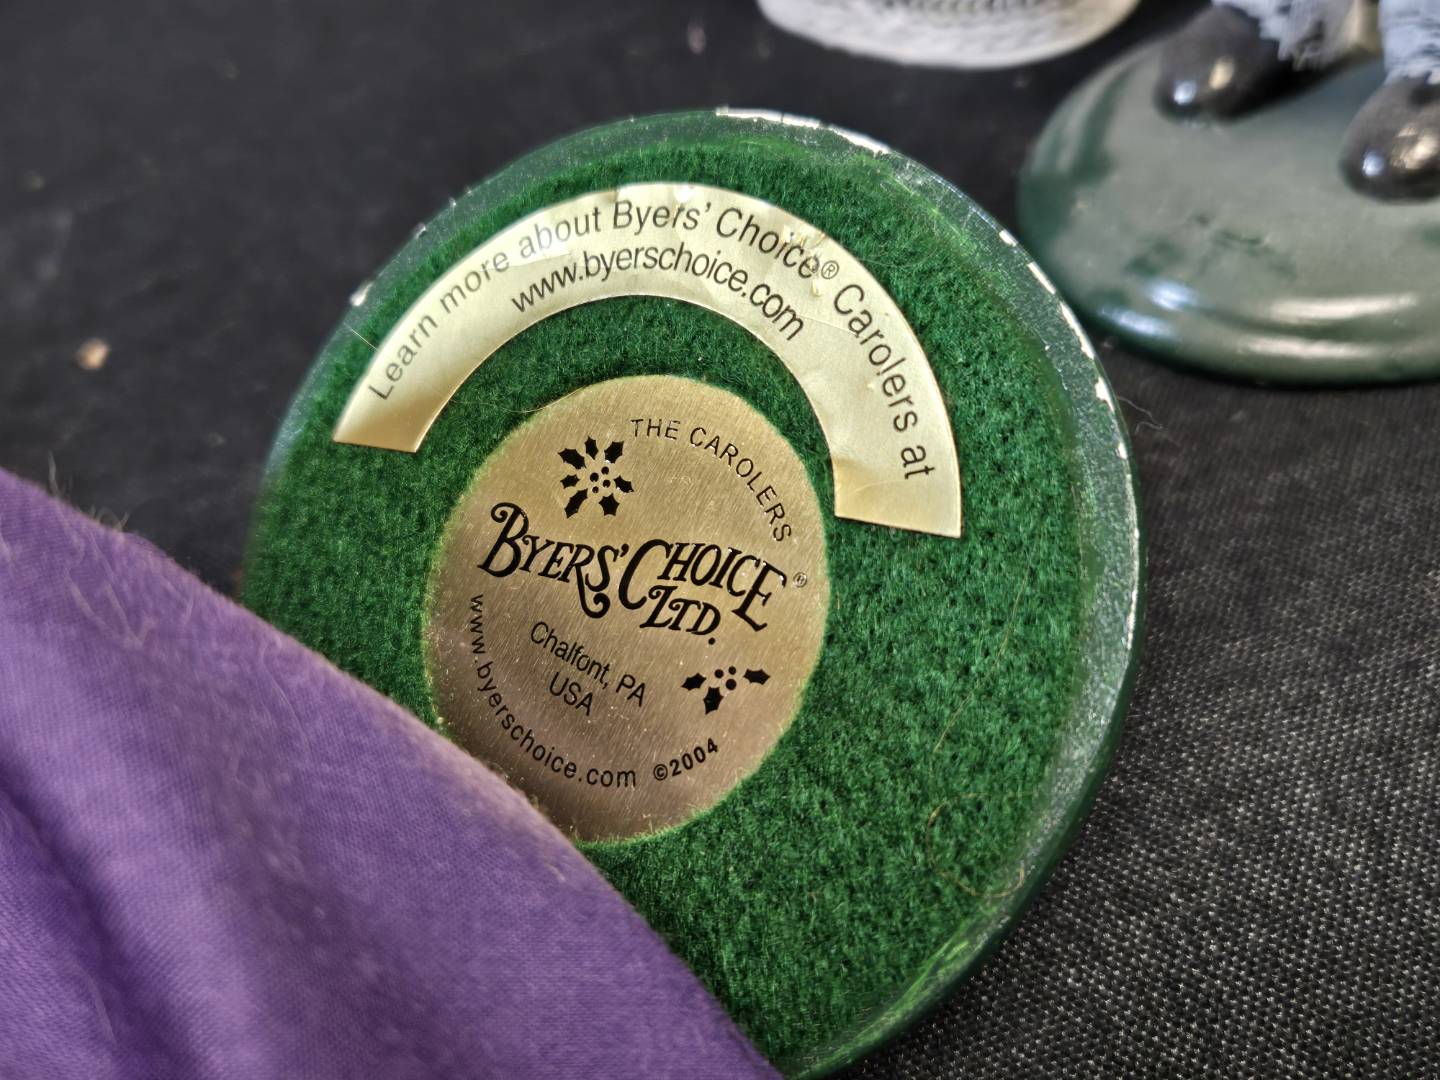 Learn more about Byers' Choice® Carolers at
www.byerschoice.com
THE CAROLERS
BYERS' CHOICE ®
LTD.
Chalfont, PA
USA
www.byerschoice.com ©2004